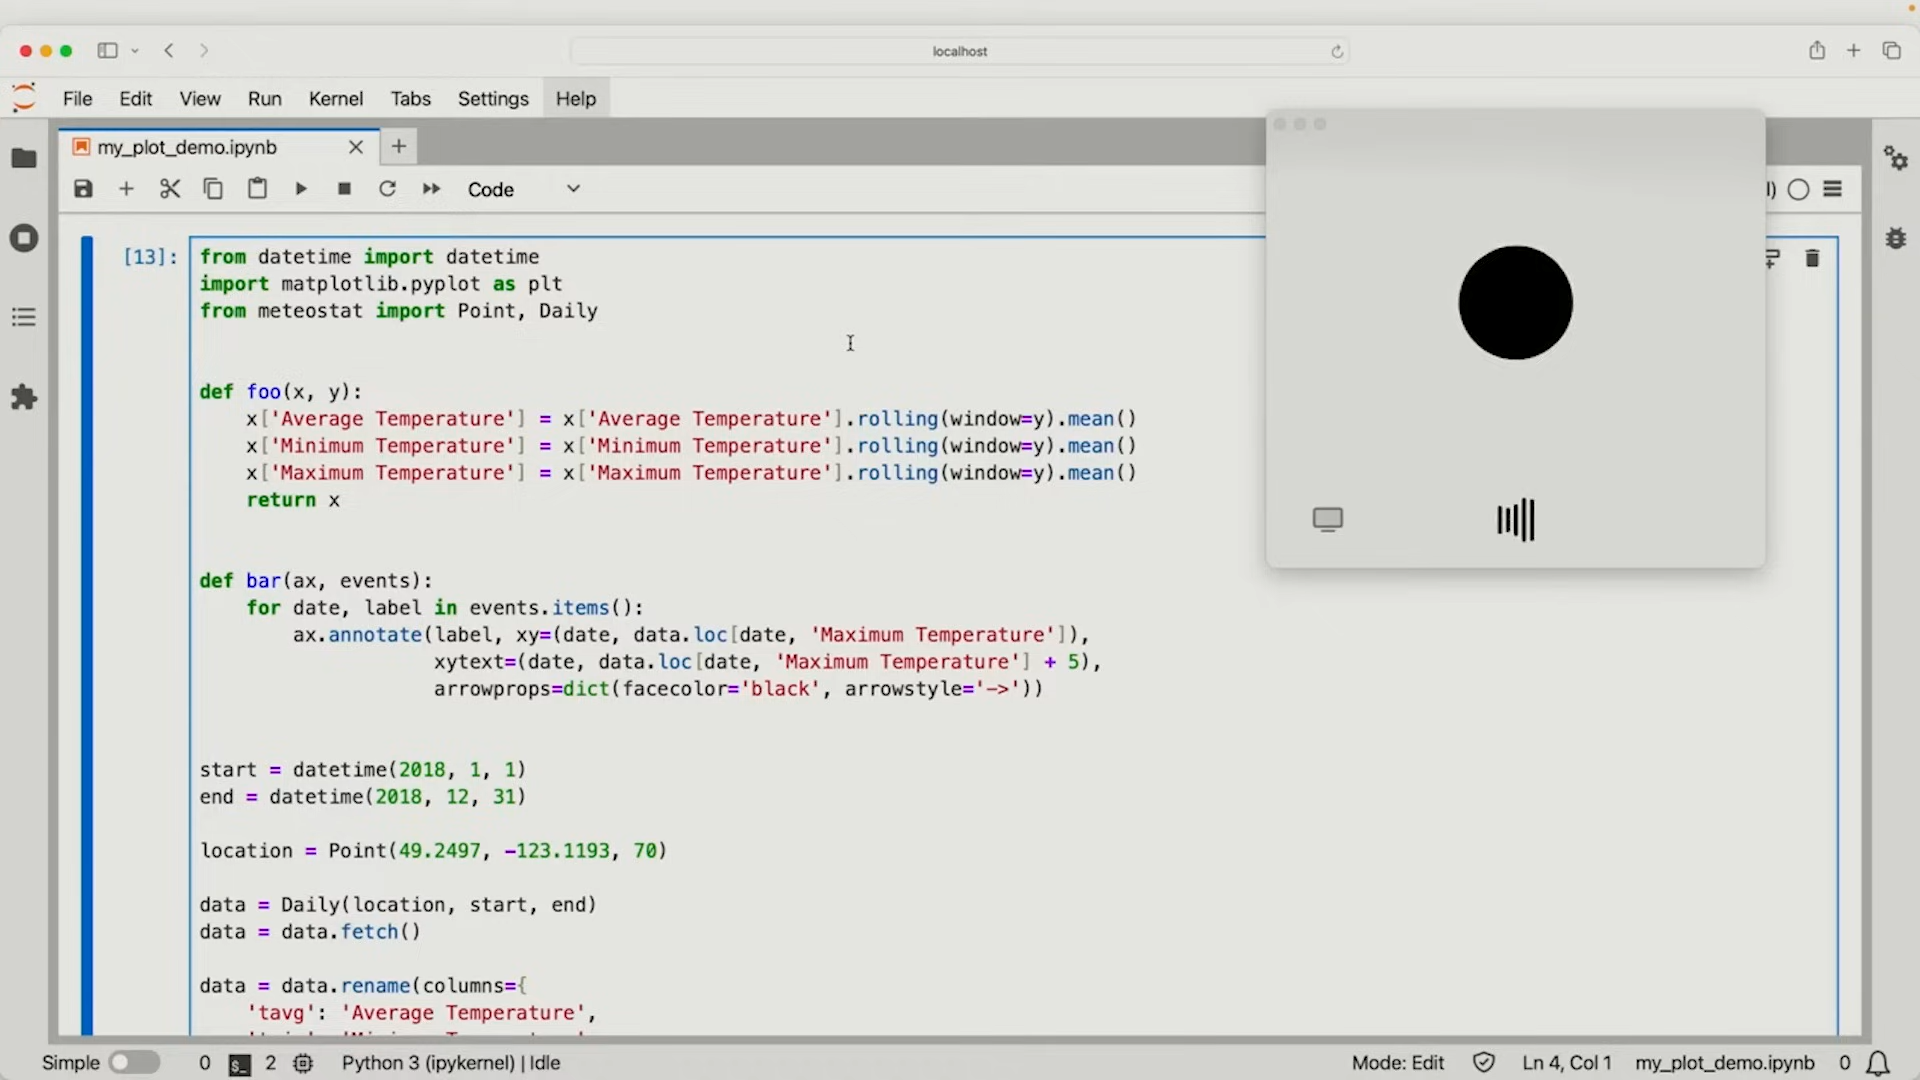 localhost
File Edit View Run Kernel Tabs Settings Help
my_plot_demo.ipynb
Code
[13]:
from datetime import datetime
import matplotlib.pyplot as plt
from meteostat import Point, Daily
def foo(x, y):
    x['Average Temperature'] = x['Average Temperature'].rolling(window=y).mean()
    x['Minimum Temperature'] = x['Minimum Temperature'].rolling(window=y).mean()
    x['Maximum Temperature'] = x['Maximum Temperature'].rolling(window=y).mean()
    return x
def bar(ax, events):
    for date, label in events.items():
        ax.annotate(label, xy=(date, data.loc[date, 'Maximum Temperature']),
                    xytext=(date, data.loc[date, 'Maximum Temperature'] + 5),
                    arrowprops=dict(facecolor='black', arrowstyle='->'))
start = datetime(2018, 1, 1)
end = datetime(2018, 12, 31)
location = Point(49.2497, -123.1193, 70)
data = Daily(location, start, end)
data = data.fetch()
data = data.rename(columns={
    'tavg': 'Average Temperature',
Simple 0 $_ 2 Python 3 (ipykernel) | Idle Mode: Edit Ln 4, Col 1 my_plot_demo.ipynb 0